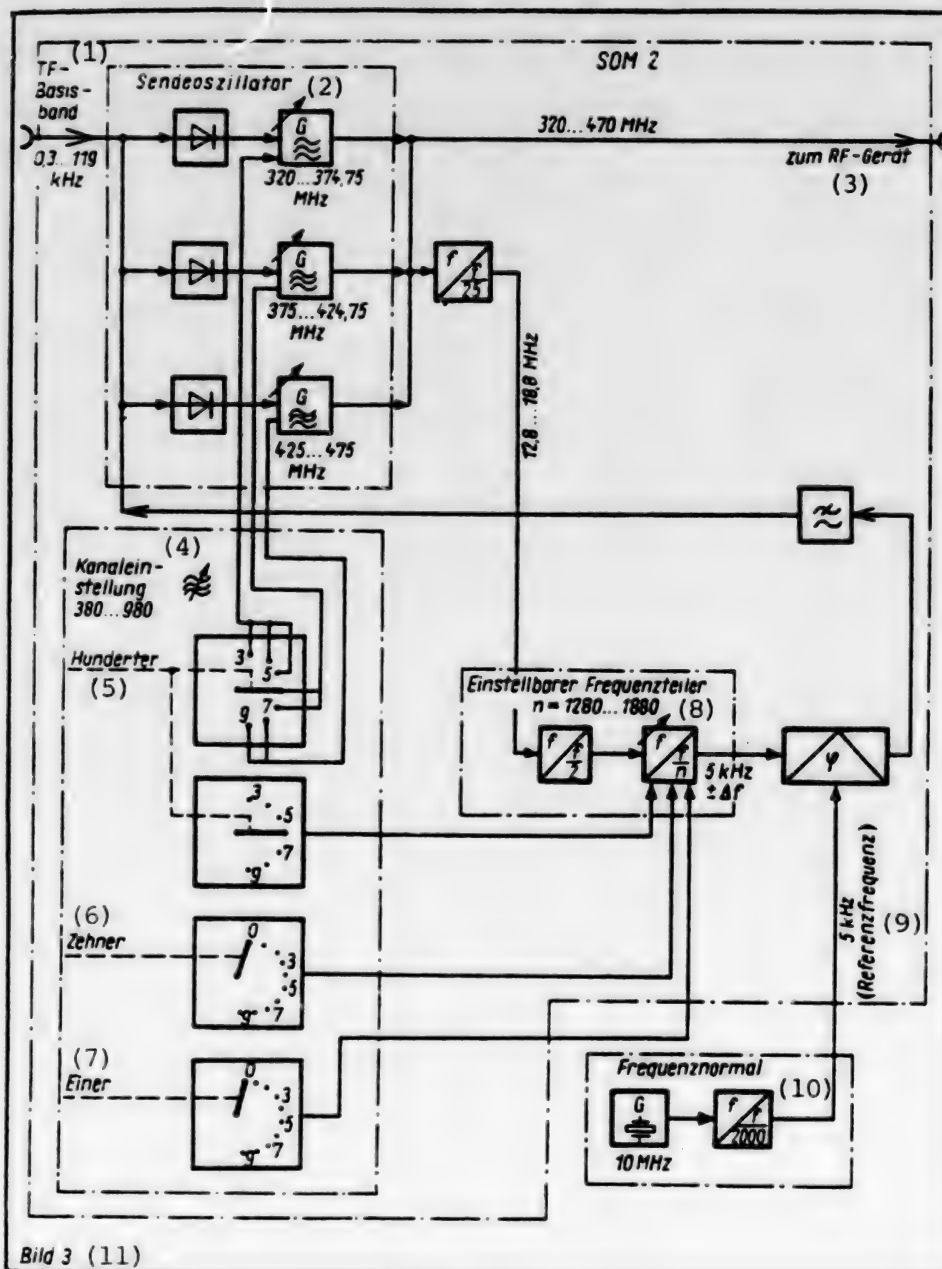 (1)
TF-
Basis-
band
0,3...119
kHz
Sendeoszillator (2)
SOM 2
G
320...374,75
MHz
320...470 MHz
zum RF-Gerät
(3)
G
375...424,75
MHz
f
f
25
G
425...475
MHz
12,8...18,8 MHz
(4)
Kanalein-
stellung
380...980
Hunderter
(5)
3
5
7
9
Einstellbarer Frequenzteiler
n = 1280...1880
(8)
f
f
2
f
f
n
5 kHz
± Δf
φ
3
5
7
9
5 kHz
(Referenzfrequenz)
(9)
(6)
Zehner
0
3
5
7
9
(7)
Einer
0
3
5
7
9
Frequenznormal
(10)
G
10 MHz
f
f
2000
Bild 3 (11)